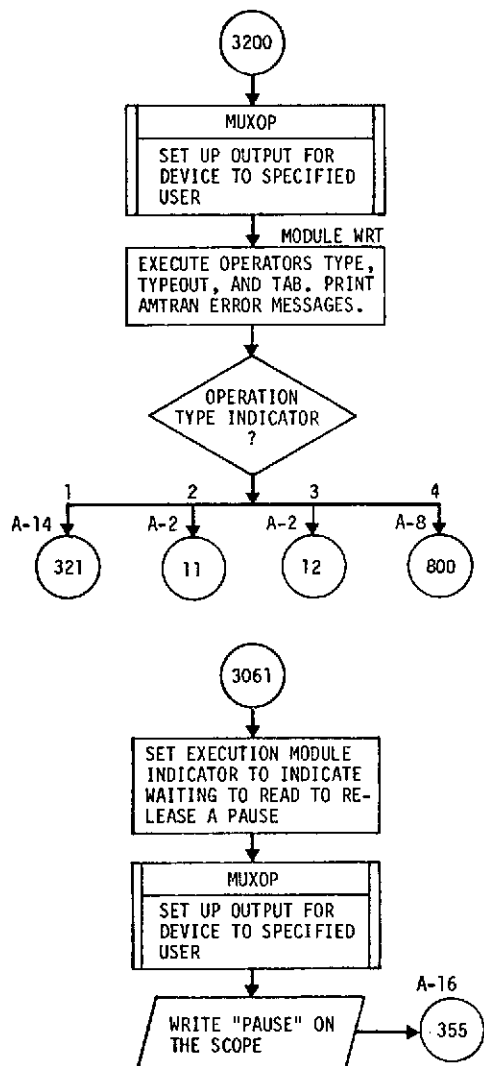 3200
MUXOP
SET UP OUTPUT FOR
DEVICE TO SPECIFIED
USER
MODULE WRT
EXECUTE OPERATORS TYPE,
TYPEOUT, AND TAB. PRINT
AMTRAN ERROR MESSAGES.
OPERATION
TYPE INDICATOR
?
1 2 3 4
A-14 A-2 A-2 A-8
321 11 12 800
3061
SET EXECUTION MODULE
INDICATOR TO INDICATE
WAITING TO READ TO RE-
LEASE A PAUSE
MUXOP
SET UP OUTPUT FOR
DEVICE TO SPECIFIED
USER
A-16
WRITE "PAUSE" ON
THE SCOPE
355